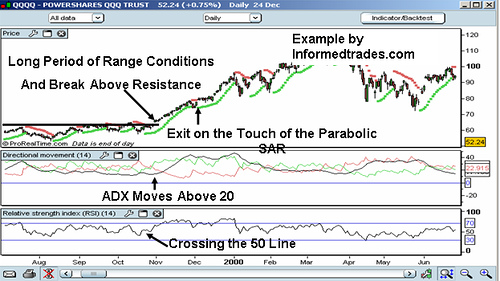 QQQQ - POWERSHARES QQQ TRUST 52.24 (+0.75%) Daily 24 Dec
All data
Daily
Indicator/Backtest
Price
Example by
Informedtrades.com
Long Period of Range Conditions
And Break Above Resistance
Exit on the Touch of the Parabolic
SAR
120
100
80
70
60
52.24
© ProRealTime.com Data is end of day
Directional movement (14)
40
22.915
0
ADX Moves Above 20
Relative strength index (RSI) (14)
100
70
50
30
Crossing the 50 Line
Aug Sep Oct Nov Dec 2000 Feb Mar Apr May Jun